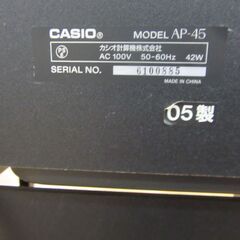 CASIO® MODEL AP-45
カシオ計算機株式会社
AC 100V 50-60Hz 42W
SERIAL NO. 6100885
MADE IN CHINA
05製